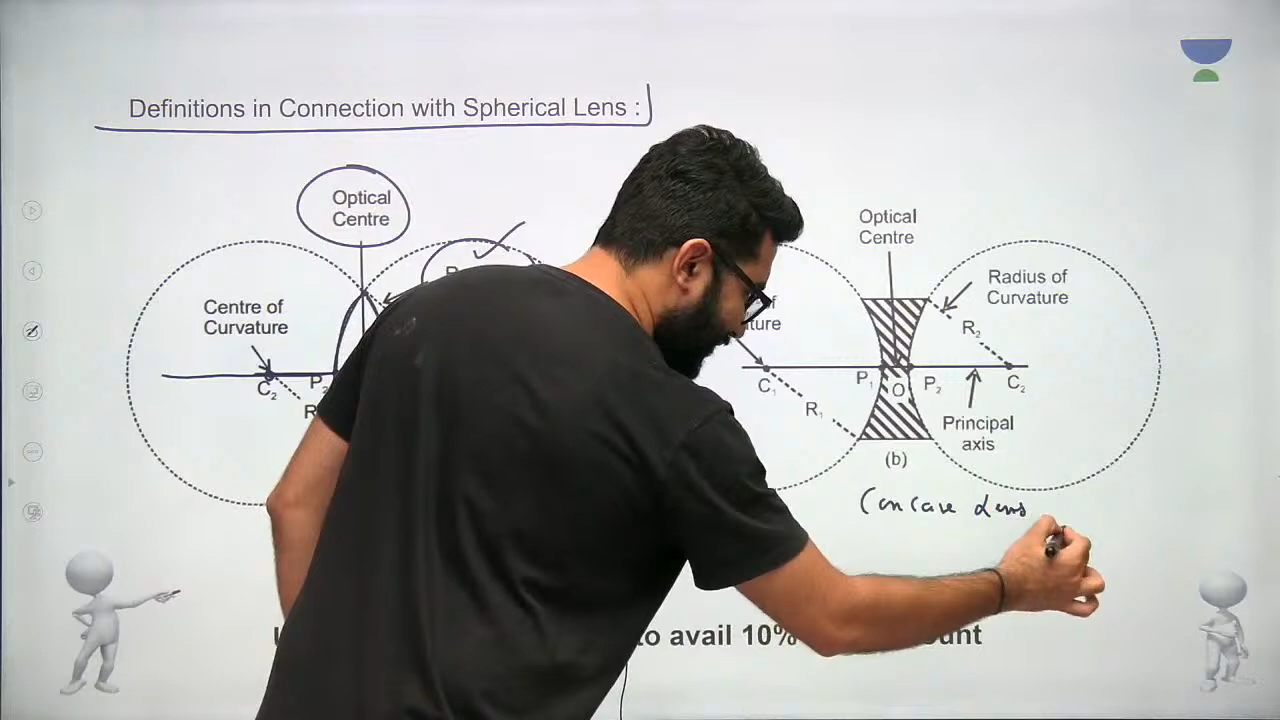 Definitions in Connection with Spherical Lens :
Optical
Centre
Centre of
Curvature
C₂
P₂
R
Optical
Centre
Radius of
Curvature
R₂
C₁
P₁
O
P₂
C₂
R₁
Principal
axis
(b)
Concave Lens
to avail 10%